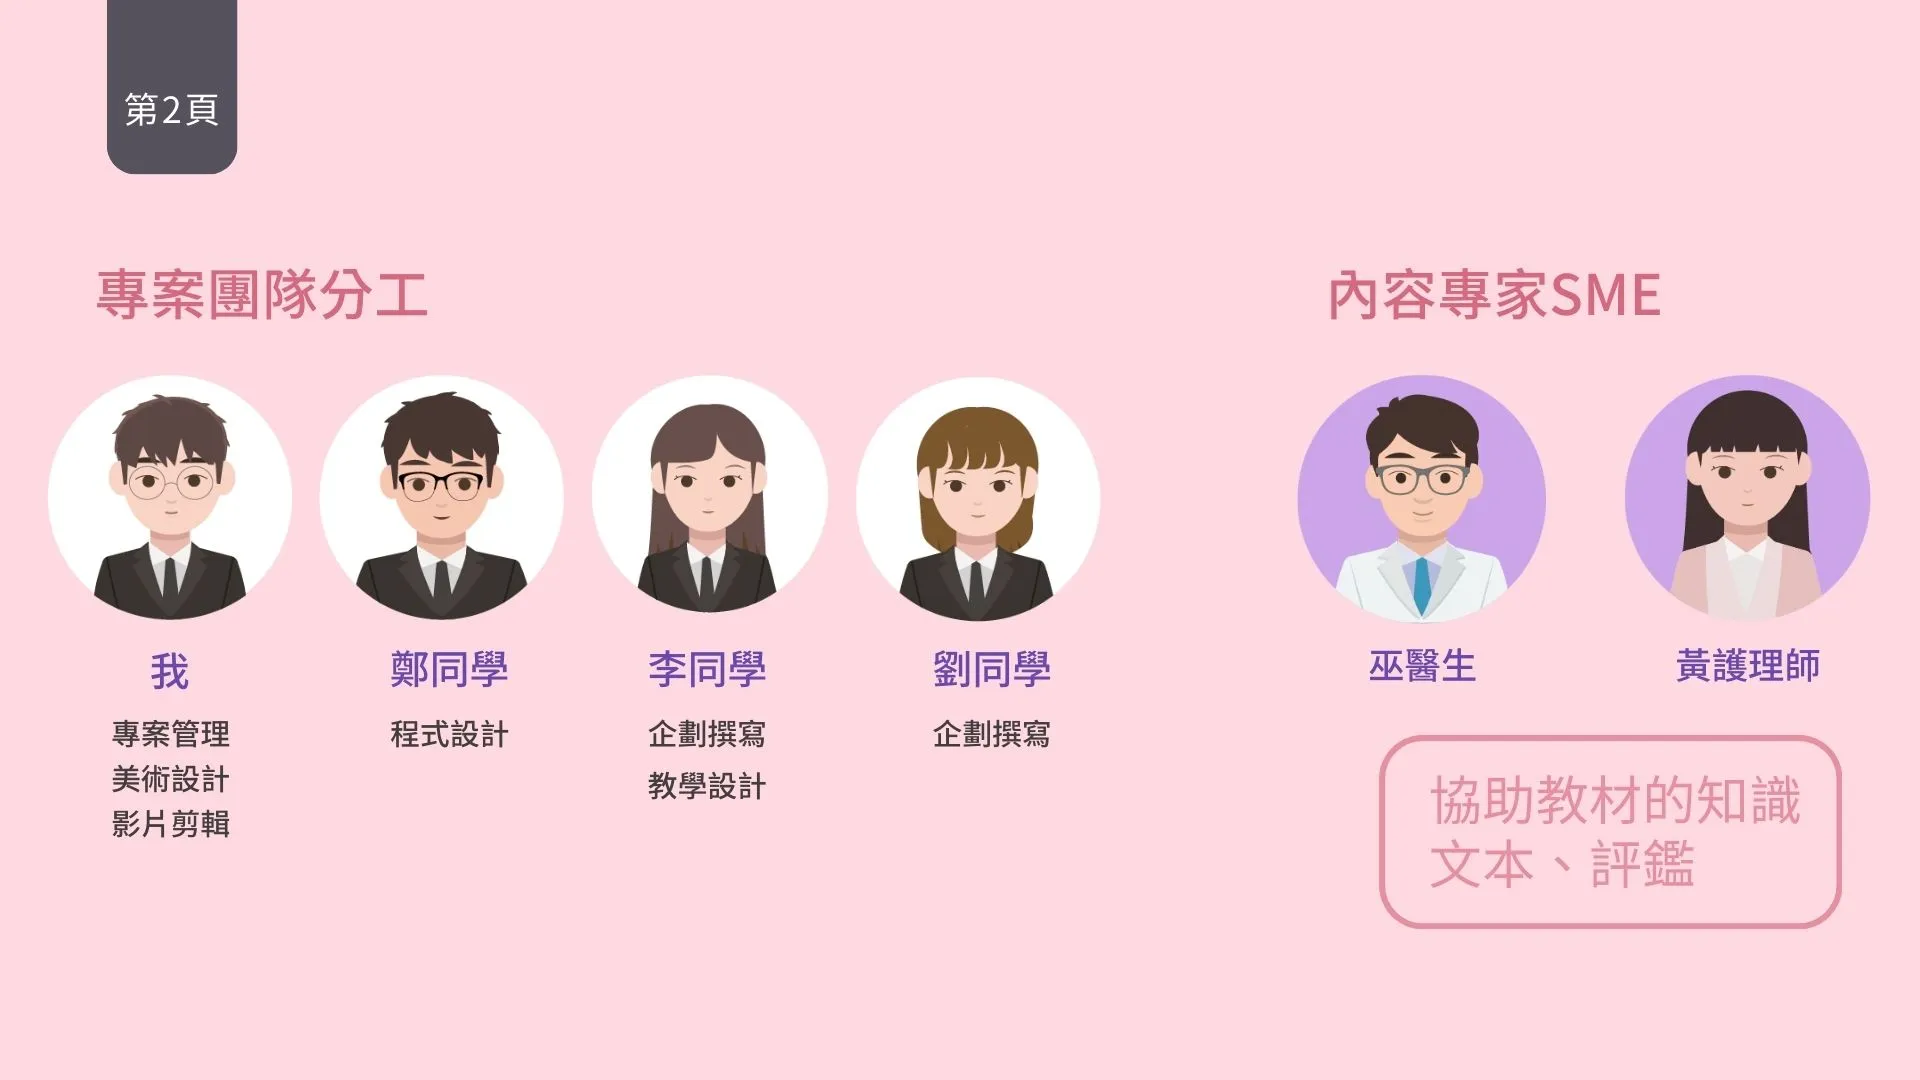 第2頁
專案團隊分工
我
專案管理
美術設計
影片剪輯
鄭同學
程式設計
李同學
企劃撰寫
教學設計
劉同學
企劃撰寫
內容專家SME
巫醫生
黃護理師
協助教材的知識
文本、評鑑